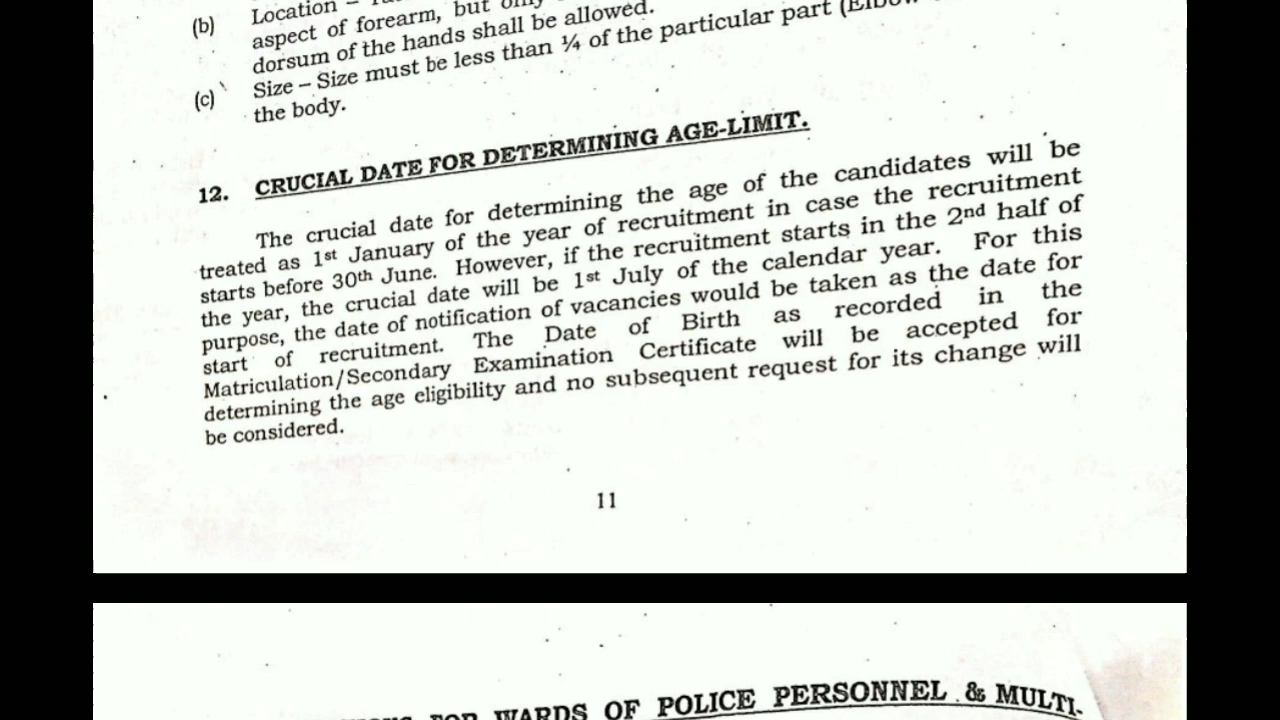 (b) Location –
aspect of forearm, but only
dorsum of the hands shall be allowed.
(c) Size – Size must be less than ¼ of the particular part (Elbow
the body.
12. CRUCIAL DATE FOR DETERMINING AGE-LIMIT.
The crucial date for determining the age of the candidates will be
treated as 1st January of the year of recruitment in case the recruitment
starts before 30th June. However, if the recruitment starts in the 2nd half of
the year, the crucial date will be 1st July of the calendar year. For this
purpose, the date of notification of vacancies would be taken as the date for
start of recruitment. The Date of Birth as recorded in the
Matriculation/Secondary Examination Certificate will be accepted for
determining the age eligibility and no subsequent request for its change will
be considered.
11
FOR WARDS OF POLICE PERSONNEL & MULTI-